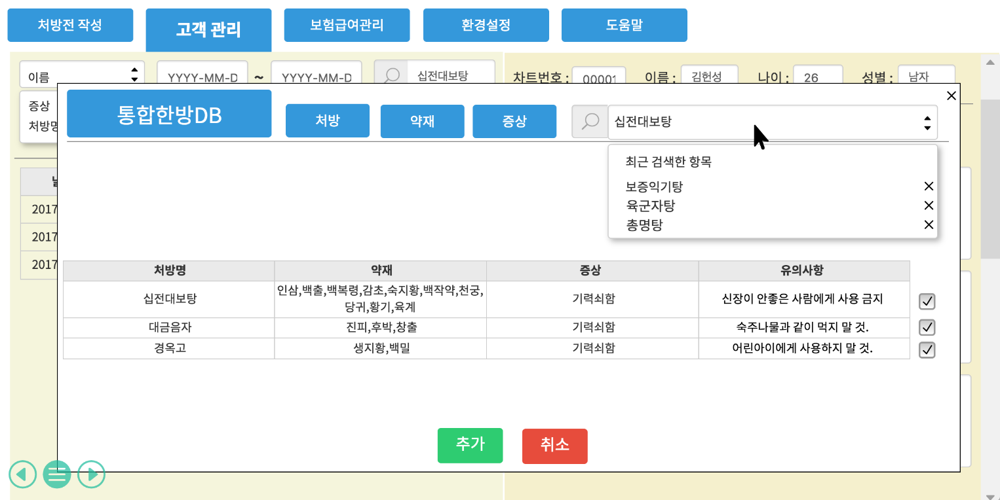 처방전 작성
고객 관리
보험급여관리
환경설정
도움말
이름
YYYY-MM-D
~
YYYY-MM-D
십전대보탕
차트번호 :
00001
이름 :
김헌성
나이 :
26
성별 :
남자
증상
처방명
통합한방DB
처방
약재
증상
십전대보탕
최근 검색한 항목
보증익기탕
육군자탕
총명탕
2017
2017
2017
처방명 약재 증상 유의사항
십전대보탕 인삼,백출,백복령,감초,숙지황,백작약,천궁,
당귀,황기,육계 기력쇠함 신장이 안좋은 사람에게 사용 금지
대금음자 진피,후박,창출 기력쇠함 숙주나물과 같이 먹지 말 것.
경옥고 생지황,백밀 기력쇠함 어린아이에게 사용하지 말 것.
추가
취소